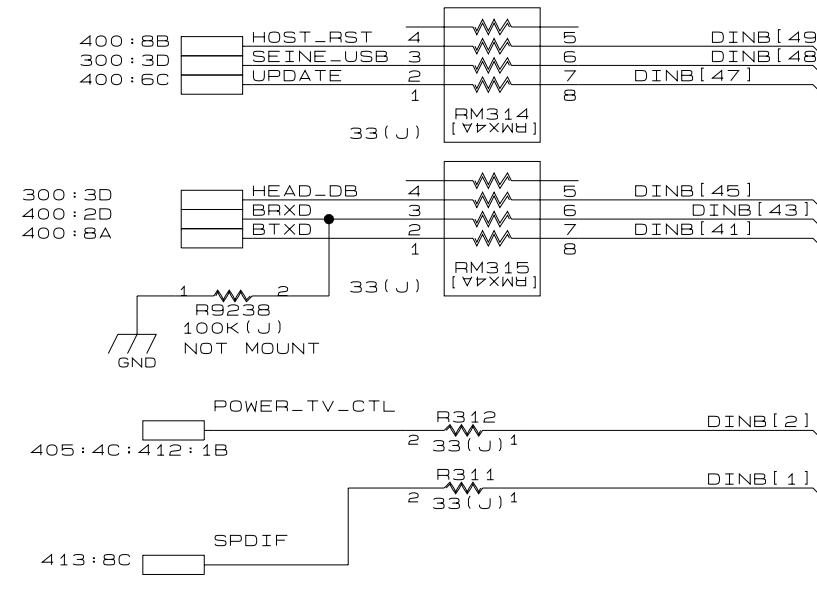 HOST_RST 4 5 DINB[49
400:8B
SEINE_USB 3 6 DINB[48
300:3D
UPDATE 2 7 DINB[47]
400:6C
1 8
RM314
33(J) [RMX4A]
HEAD_DB 4 5 DINB[45]
300:3D
BRXD 3 6 DINB[43]
400:2D
BTXD 2 7 DINB[41]
400:8A
1 8
RM315
33(J) [RMX4A]
1 2
R9238
100K(J)
NOT MOUNT
GND
POWER_TV_CTL
R312
DINB[2]
2 33(J) 1
405:4C:412:1B
R311
DINB[1]
2 33(J) 1
SPDIF
413:8C